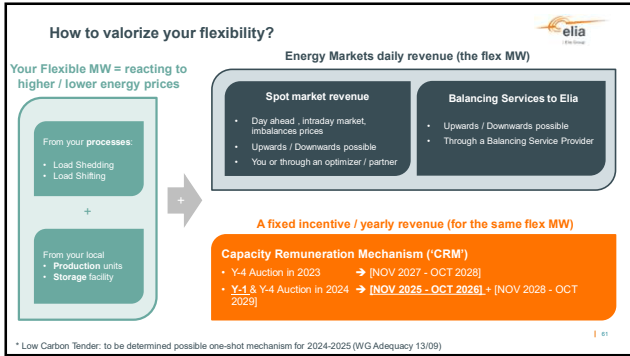 How to valorize your flexibility?
elia
Elia Group
Energy Markets daily revenue (the flex MW)
Your Flexible MW = reacting to
higher / lower energy prices
From your processes:
• Load Shedding
• Load Shifting
+
From your local
• Production units
• Storage facility
+
Spot market revenue
• Day ahead , intraday market,
imbalances prices
• Upwards / Downwards possible
• You or through an optimizer / partner
Balancing Services to Elia
• Upwards / Downwards possible
• Through a Balancing Service Provider
A fixed incentive / yearly revenue (for the same flex MW)
Capacity Remuneration Mechanism ('CRM')
• Y-4 Auction in 2023 ➔ [NOV 2027 - OCT 2028]
• Y-1 & Y-4 Auction in 2024 ➔ [NOV 2025 - OCT 2026] + [NOV 2028 - OCT
2029]
| 61
* Low Carbon Tender: to be determined possible one-shot mechanism for 2024-2025 (WG Adequacy 13/09)